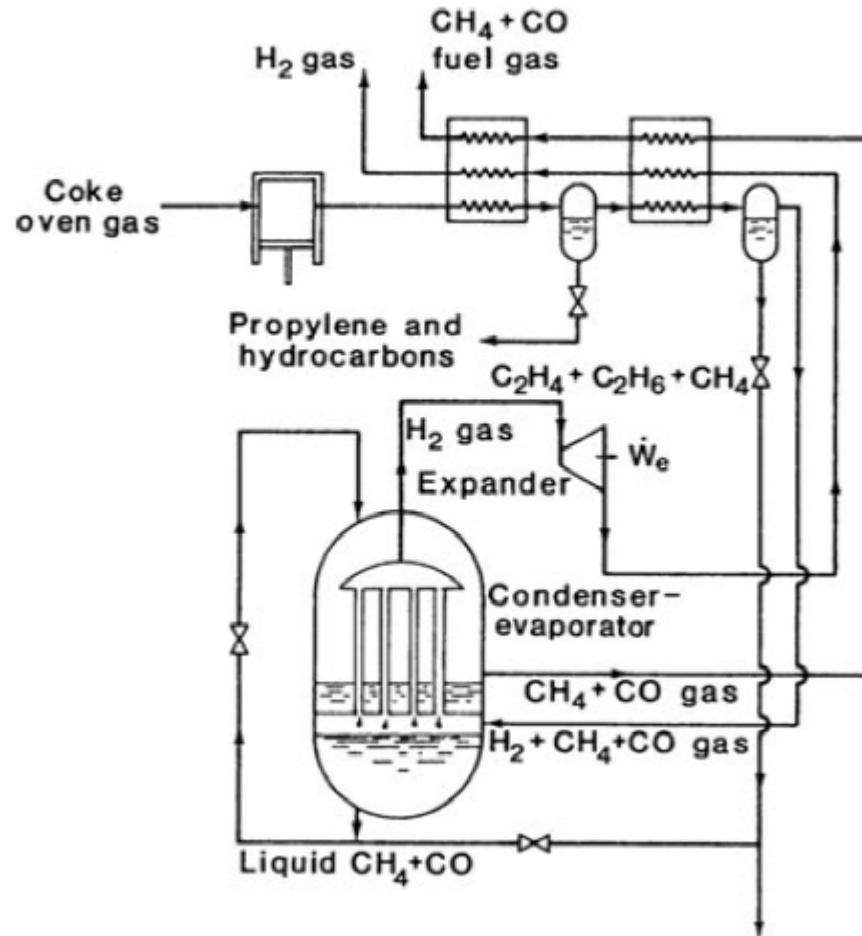 CH₄+CO
fuel gas
H₂ gas
Coke
oven gas
Propylene and
hydrocarbons
C₂H₄+C₂H₆+CH₄
H₂ gas
Ẇₑ
Expander
Condenser-
evaporator
CH₄+CO gas
H₂+CH₄+CO gas
Liquid CH₄+CO